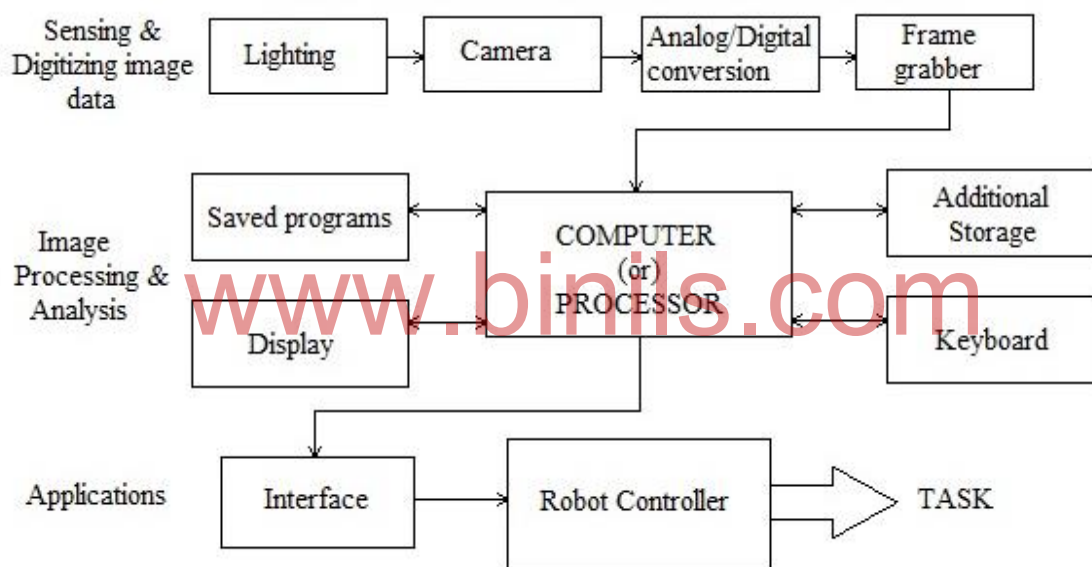 Sensing &
Digitizing image
data
Lighting
Camera
Analog/Digital
conversion
Frame
grabber
Image
Processing &
Analysis
Saved programs
Display
COMPUTER
(or)
PROCESSOR
Additional
Storage
Keyboard
www.binils.com
Applications
Interface
Robot Controller
TASK